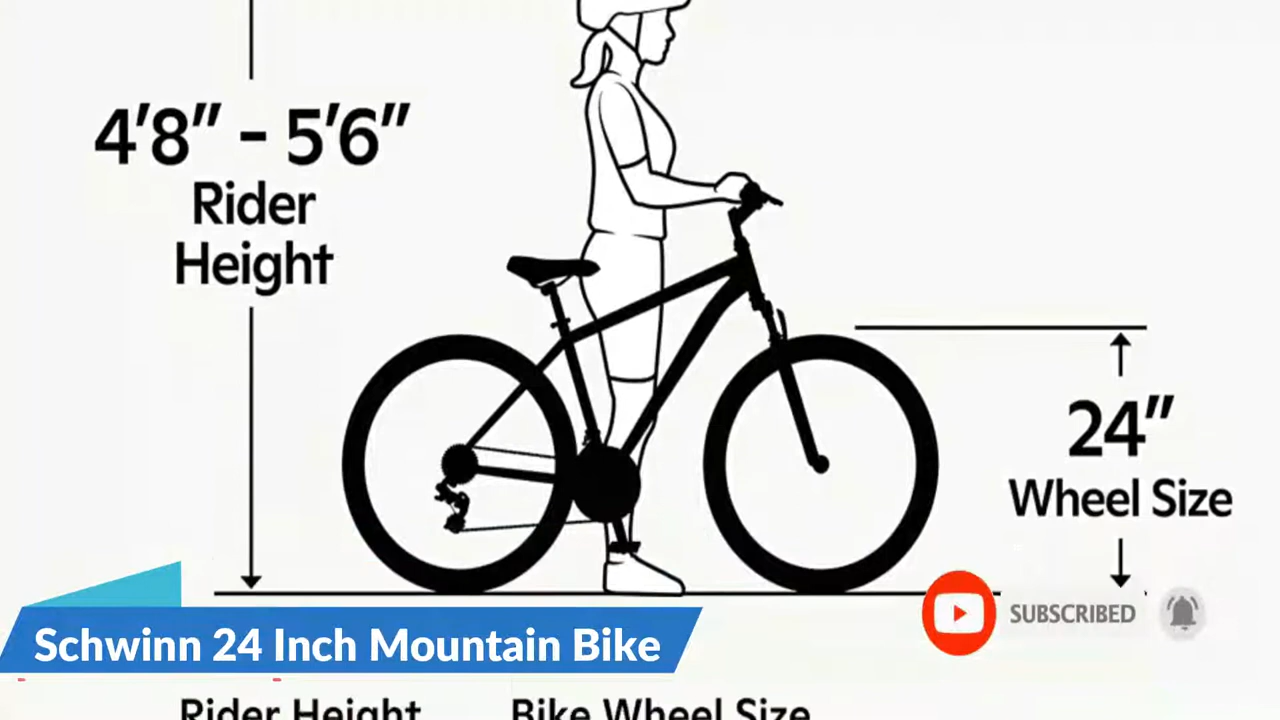 4'8" - 5'6"
Rider
Height
24"
Wheel Size
SUBSCRIBED
Schwinn 24 Inch Mountain Bike
Rider Height
Bike Wheel Size